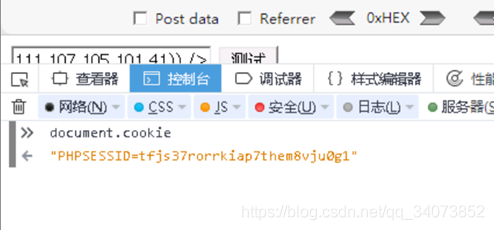 Post data Referrer 0xHEX
111,107,105,101,41)) /> 测试
查看器 控制台 调试器 {} 样式编辑器 性能
网络(N) CSS JS 安全(U) 日志(L) 服务器(S
» document.cookie
← "PHPSESSID=tfjs37rorrkiap7them8vju0g1"
https://blog.csdn.net/qq_34073852